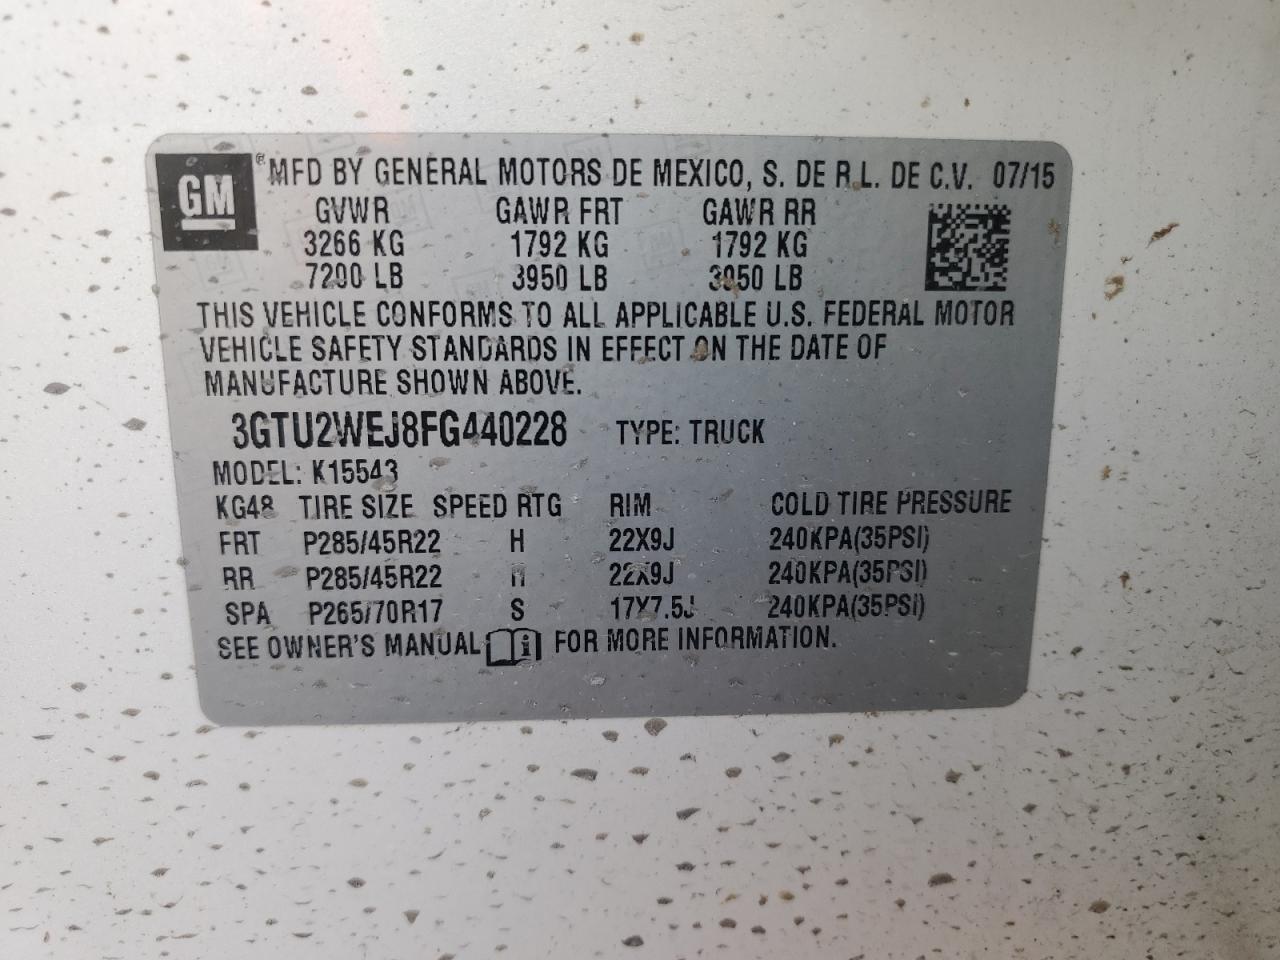 GM ® MFD BY GENERAL MOTORS DE MEXICO, S. DE R.L. DE C.V. 07/15
GVWR GAWR FRT GAWR RR
3266 KG 1792 KG 1792 KG
7200 LB 3950 LB 3950 LB
THIS VEHICLE CONFORMS TO ALL APPLICABLE U.S. FEDERAL MOTOR
VEHICLE SAFETY STANDARDS IN EFFECT ON THE DATE OF
MANUFACTURE SHOWN ABOVE.
3GTU2WEJ8FG440228 TYPE: TRUCK
MODEL: K15543
KG48 TIRE SIZE SPEED RTG RIM COLD TIRE PRESSURE
FRT P285/45R22 H 22X9J 240KPA(35PSI)
RR P285/45R22 H 22X9J 240KPA(35PSI)
SPA P265/70R17 S 17X7.5J 240KPA(35PSI)
SEE OWNER'S MANUAL i FOR MORE INFORMATION.